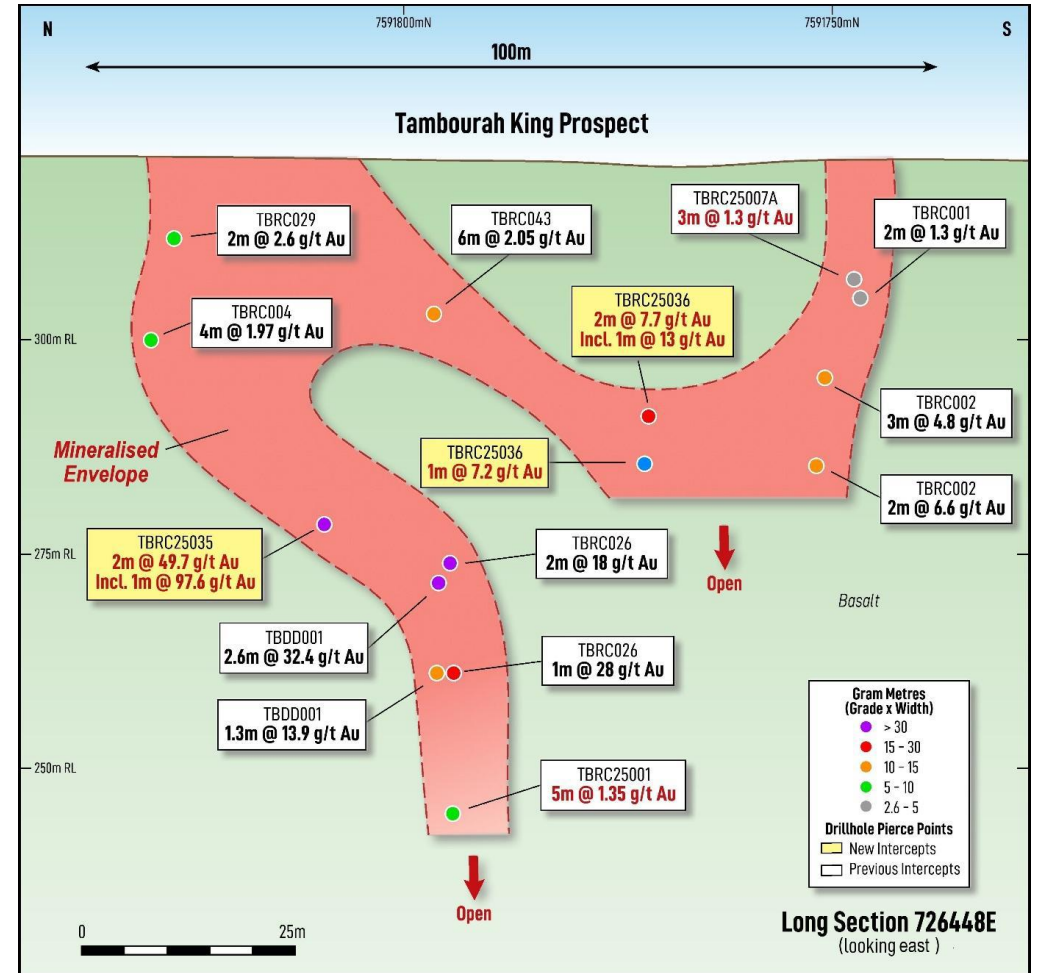 N
7591800mN
7591750mN
S
100m
Tambourah King Prospect
TBRC029
2m @ 2.6 g/t Au
TBRC043
6m @ 2.05 g/t Au
TBRC25007A
3m @ 1.3 g/t Au
TBRC001
2m @ 1.3 g/t Au
TBRC004
4m @ 1.97 g/t Au
TBRC25036
2m @ 7.7 g/t Au
Incl. 1m @ 13 g/t Au
300m RL
TBRC002
3m @ 4.8 g/t Au
Mineralised
Envelope
TBRC25036
1m @ 7.2 g/t Au
TBRC002
2m @ 6.6 g/t Au
TBRC25035
2m @ 49.7 g/t Au
Incl. 1m @ 97.6 g/t Au
275m RL
TBRC026
2m @ 18 g/t Au
Open
Basalt
TBDD001
2.6m @ 32.4 g/t Au
TBRC026
1m @ 28 g/t Au
TBDD001
1.3m @ 13.9 g/t Au
250m RL
TBRC25001
5m @ 1.35 g/t Au
Open
Gram Metres
(Grade x Width)
> 30
15 - 30
10 - 15
5 - 10
2.6 - 5
Drillhole Pierce Points
New Intercepts
Previous Intercepts
0
25m
Long Section 726448E
(looking east )